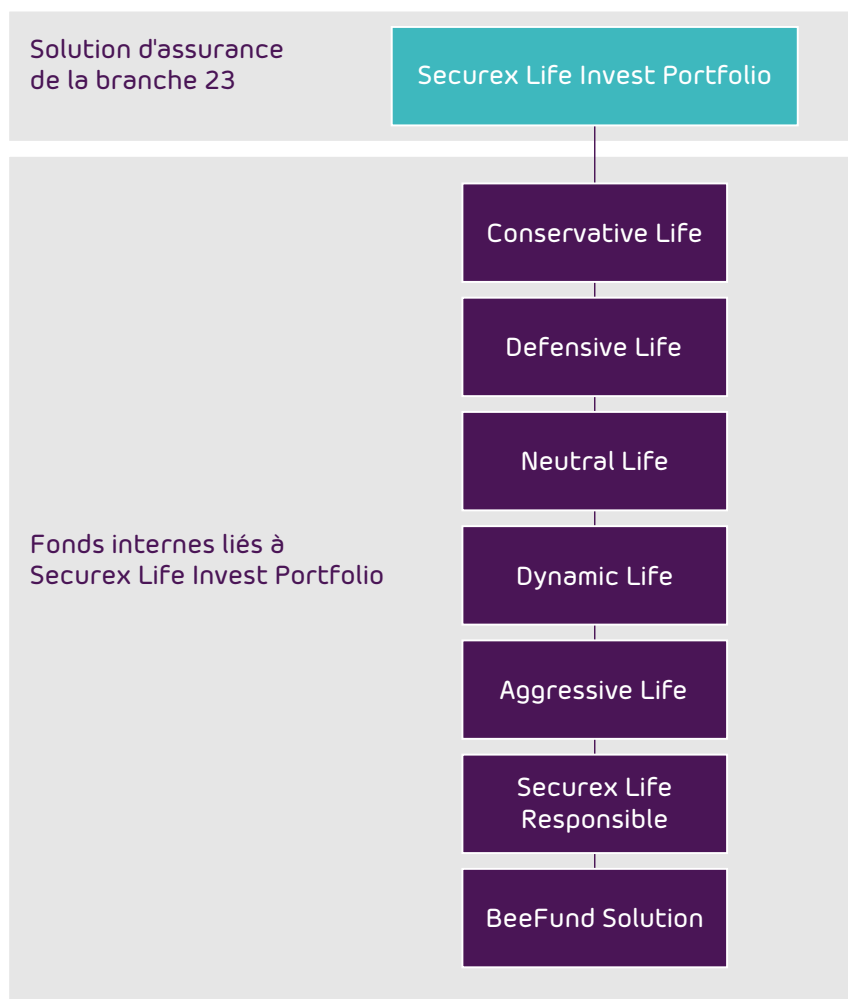 Solution d'assurance
de la branche 23
Securex Life Invest Portfolio
Conservative Life
Defensive Life
Neutral Life
Fonds internes liés à
Securex Life Invest Portfolio
Dynamic Life
Aggressive Life
Securex Life
Responsible
BeeFund Solution